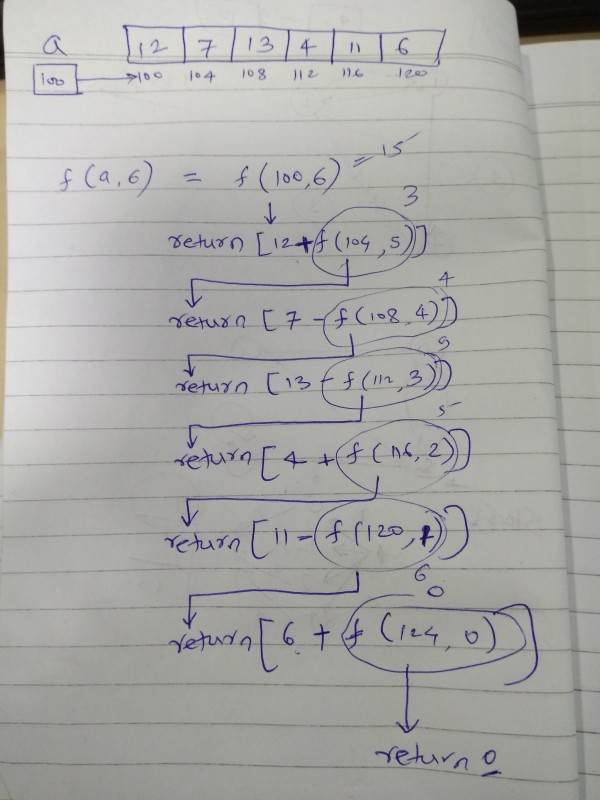 a 12 7 13 4 11 6
100 100 104 108 112 116 120
f(a,6) = f(100,6) = 15
3
return [12+f(104,5)]
4
return [7-f(108,4)]
9
return [13-f(112,3)]
5
return [4+f(116,2)]
return [11-f(120,1)]
6
0
return [6+f(124,0)]
return 0